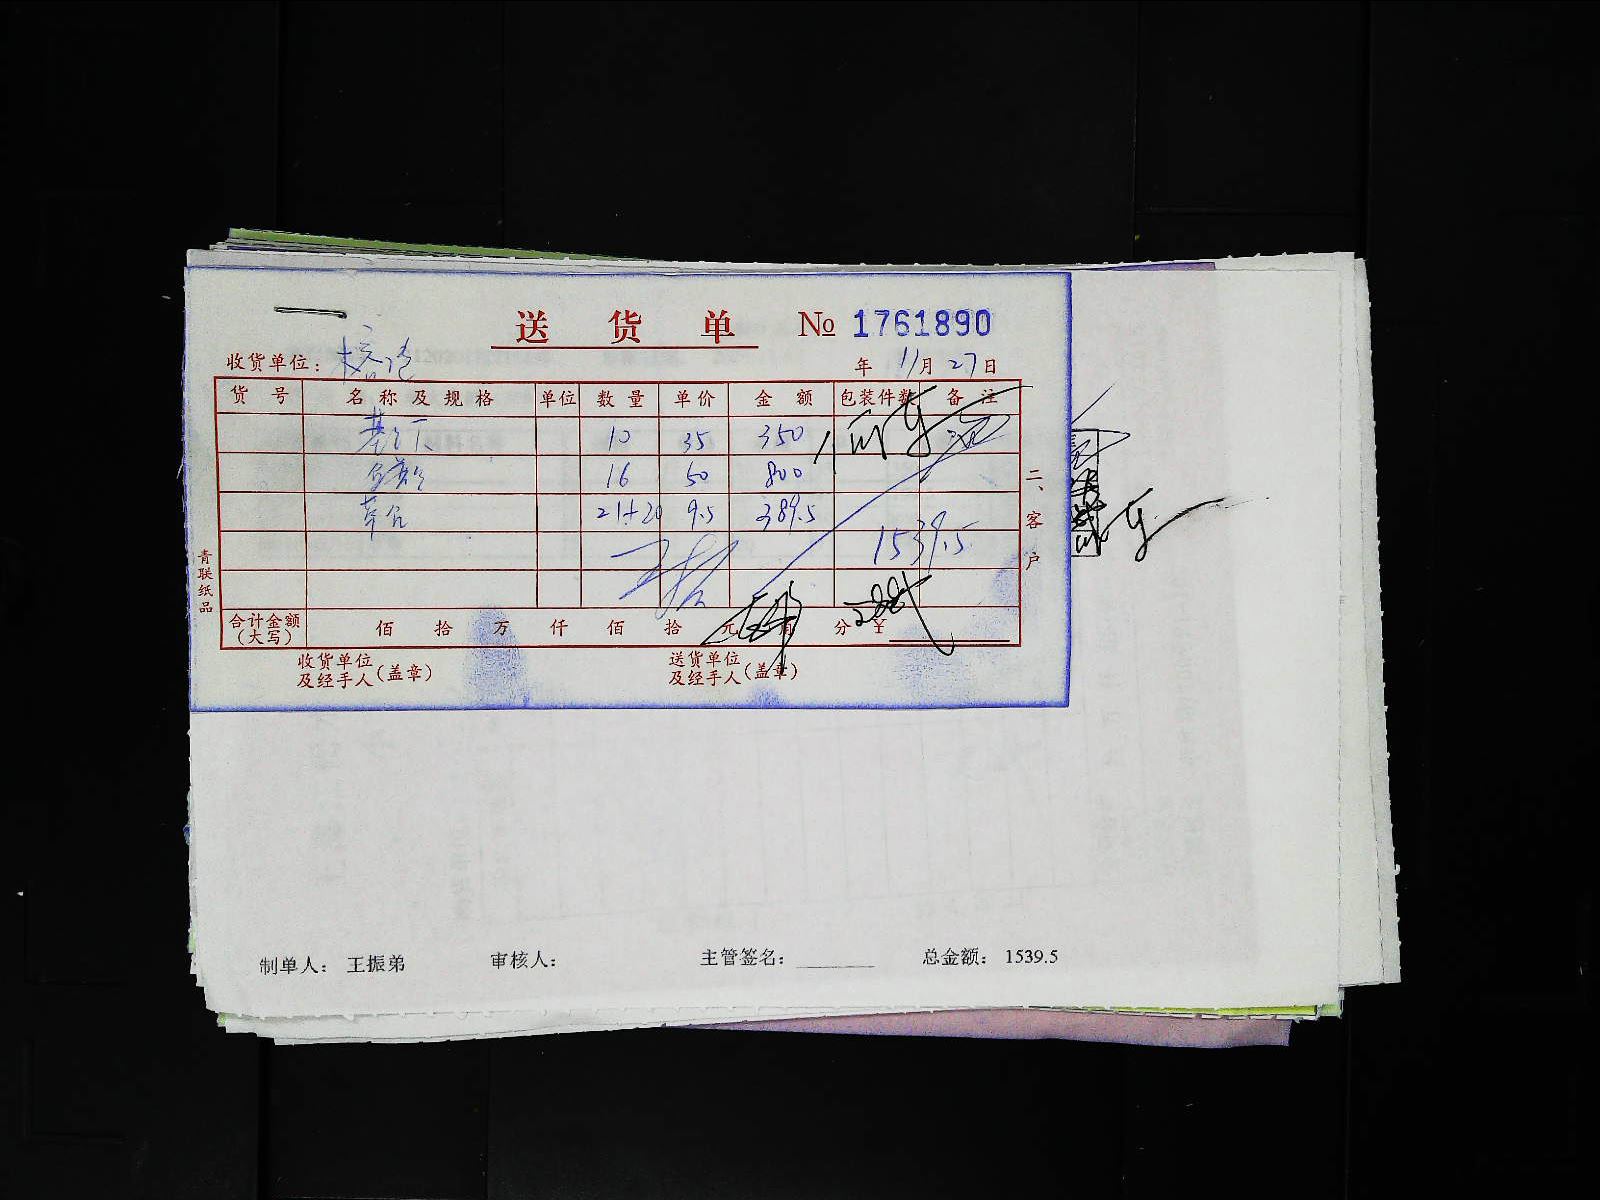 送 货 单 № 1761890
收货单位: 年 11月 27日
货 号 名 称 及 规 格 单位 数 量 单价 金 额 包装件数 备 注
10 35 350
16 50 800
21+20 9.5 389.5
1539.5
合计金额(大写) 佰 拾 万 仟 佰 拾 元 角 分 ¥
收货单位及经手人(盖章) 送货单位及经手人(盖章)
二、客户
青联纸品
制单人: 王振弟 审核人: 主管签名: 总金额: 1539.5